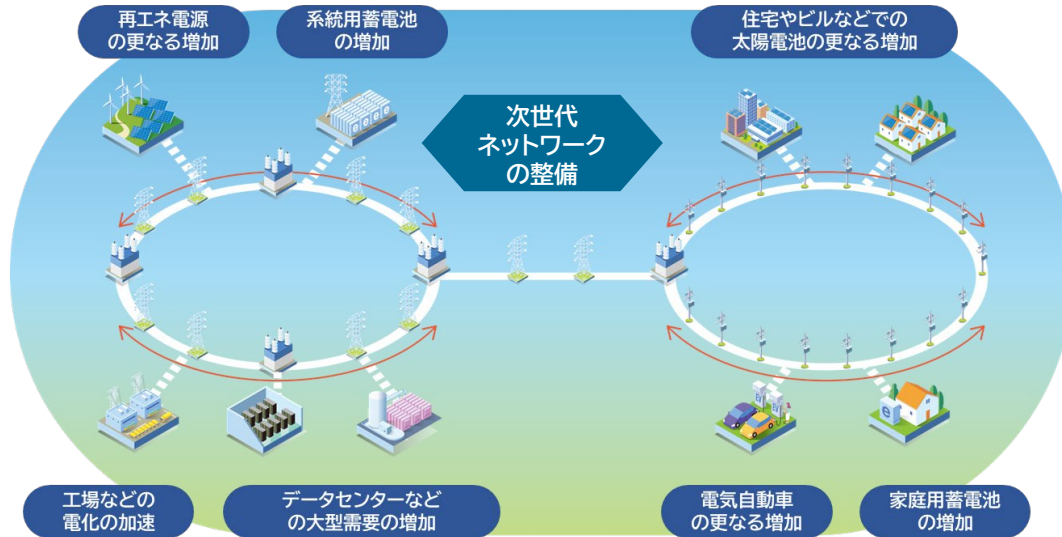 再エネ電源
の更なる増加
系統用蓄電池
の増加
住宅やビルなどでの
太陽電池の更なる増加
次世代
ネットワーク
の整備
工場などの
電化の加速
データセンターなど
の大型需要の増加
電気自動車
の更なる増加
家庭用蓄電池
の増加